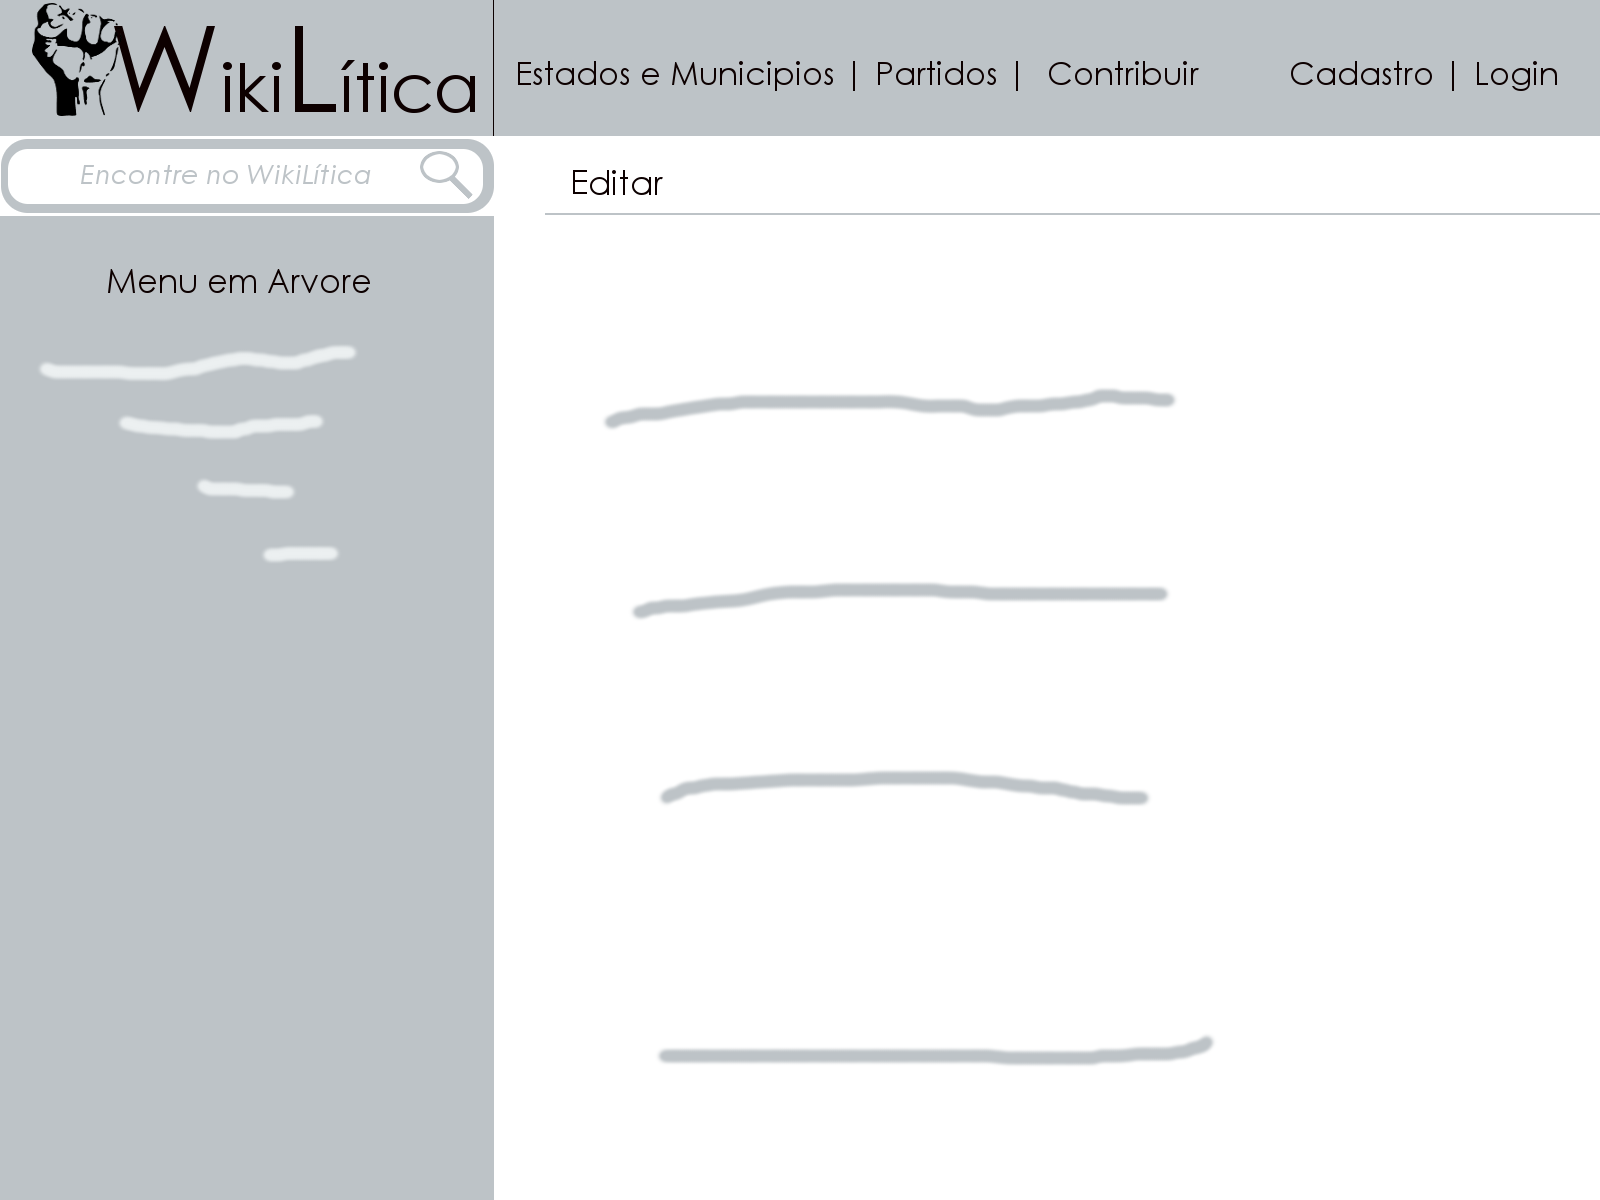 WikiLítica
Estados e Municipios | Partidos | Contribuir
Cadastro | Login
Encontre no WikiLítica
Editar
Menu em Arvore